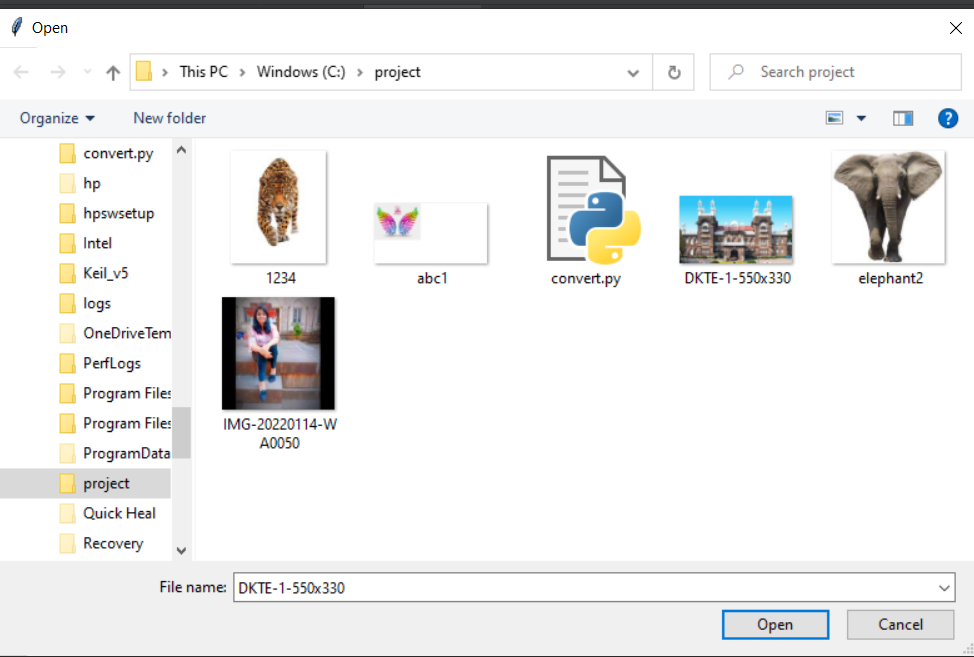 Open
This PC > Windows (C:) > project
Search project
Organize
New folder
convert.py
hp
hpswsetup
Intel
Keil_v5
logs
OneDriveTem
PerfLogs
Program Files
Program Files
ProgramData
project
Quick Heal
Recovery
1234
abc1
convert.py
DKTE-1-550x330
elephant2
IMG-20220114-W
A0050
File name:
DKTE-1-550x330
Open
Cancel